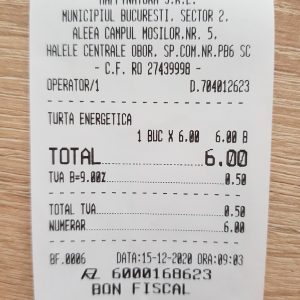 MUNICIPIUL BUCURESTI, SECTOR 2,
ALEEA CAMPUL MOSILOR,NR. 5,
HALELE CENTRALE OBOR, SP.COM.NR.PB6 SC
- C.F. RO 27439998 -
OPERATOR/1 D.704012623
TURTA ENERGETICA
1 BUC X 6.00 6.00 B
TOTAL 6.00
TVA B=9.00% 0.50
TOTAL TVA 0.50
NUMERAR 6.00
BF.0006 DATA:15-12-2020 ORA:09:03
6000168623
BON FISCAL